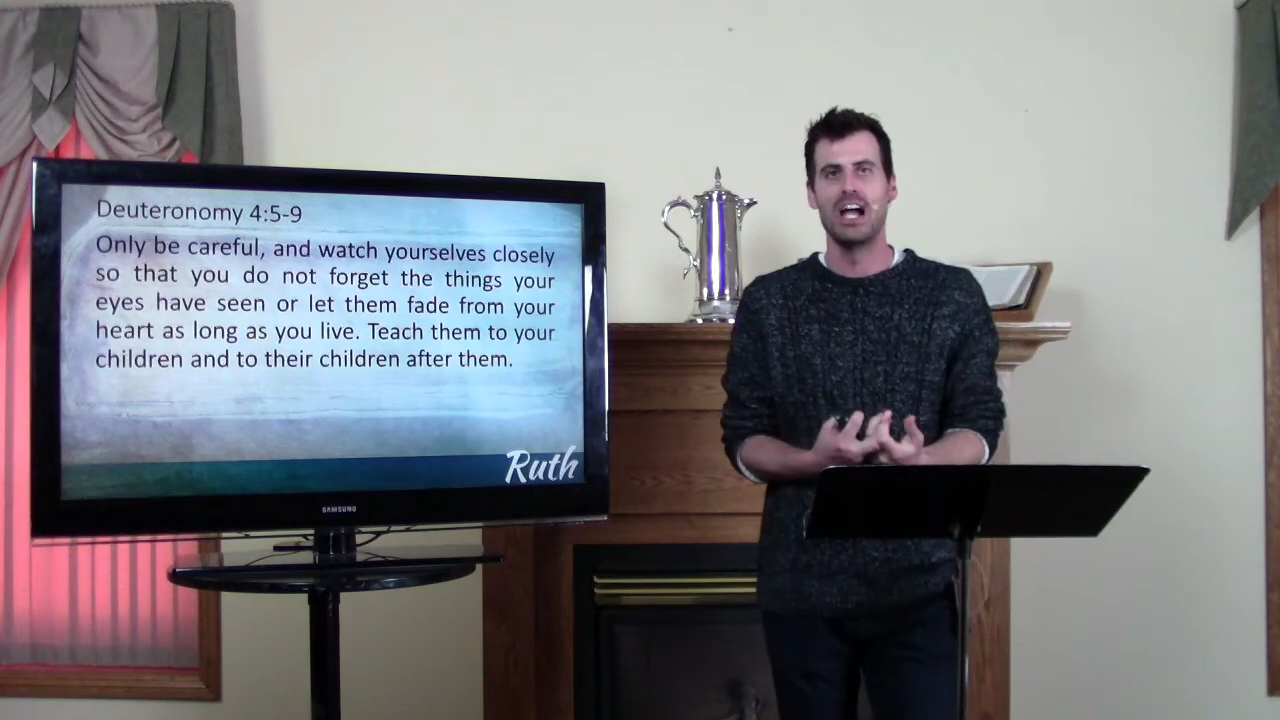 Deuteronomy 4:5-9
Only be careful, and watch yourselves closely
so that you do not forget the things your
eyes have seen or let them fade from your
heart as long as you live. Teach them to your
children and to their children after them.
Ruth
SAMSUNG